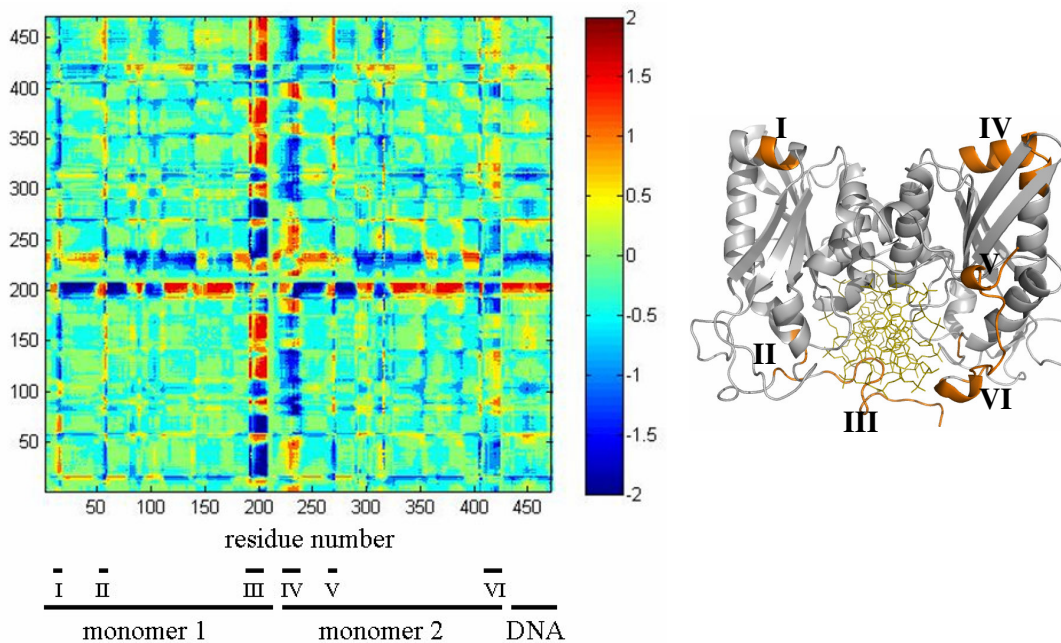 450
400
350
300
250
200
150
100
50
50 100 150 200 250 300 350 400 450
2
1.5
1
0.5
0
-0.5
-1
-1.5
-2
residue number
I II III IV V VI
monomer 1 monomer 2 DNA
I IV
V
II
VI
III